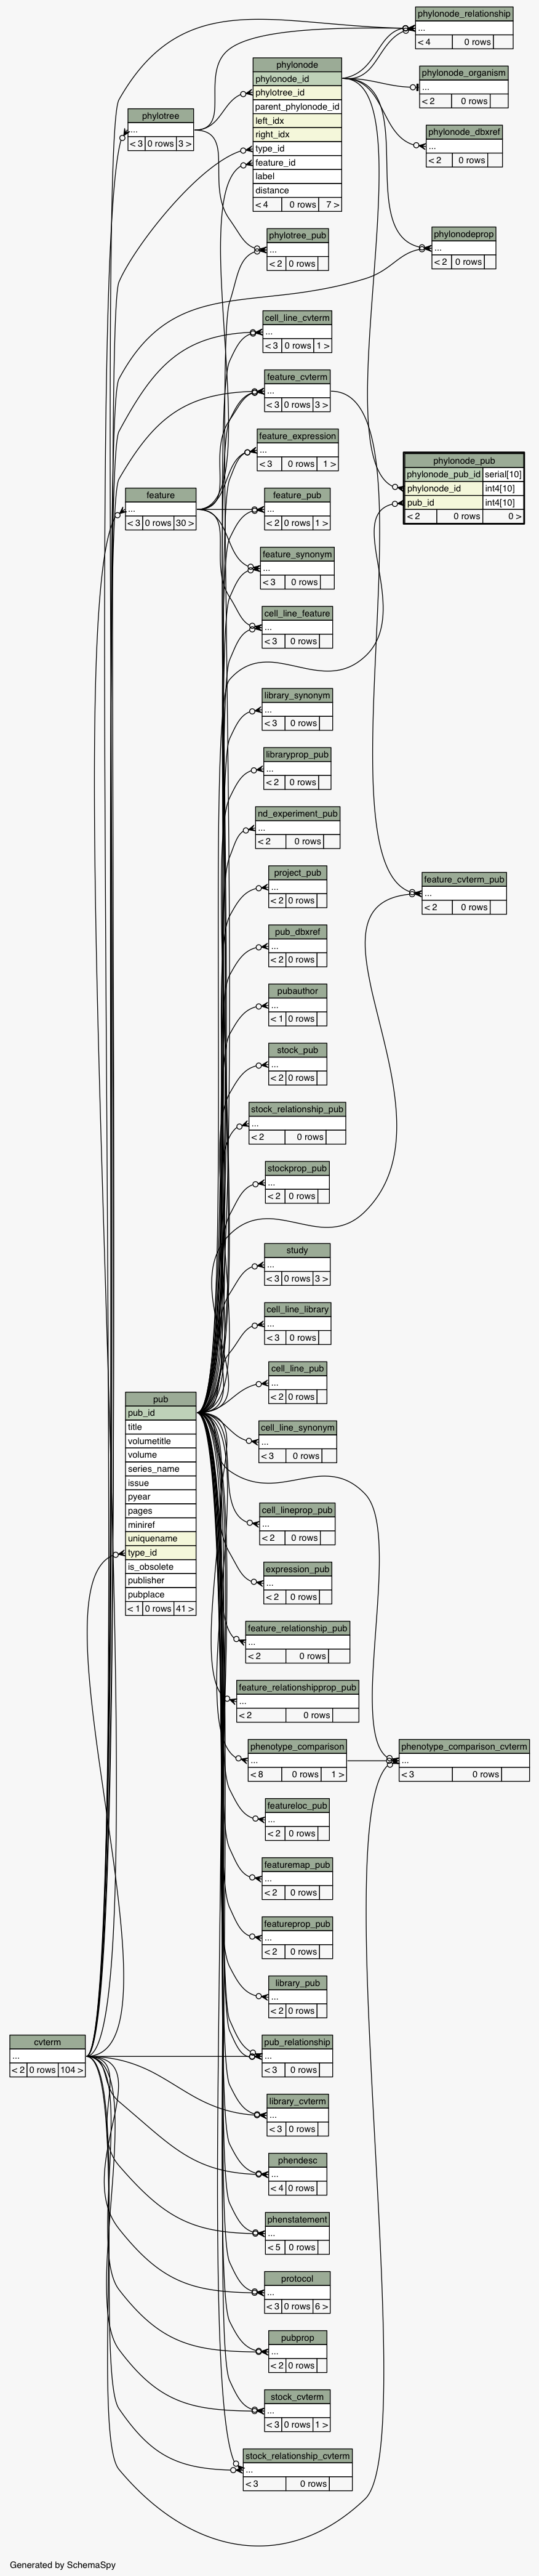 phylonode_relationship
...
< 4 0 rows
phylonode
phylonode_id
phylotree_id
parent_phylonode_id
left_idx
right_idx
type_id
feature_id
label
distance
< 4 0 rows 7 >
phylonode_organism
...
< 2 0 rows
phylotree
...
< 3 0 rows 3 >
phylonode_dbxref
...
< 2 0 rows
phylotree_pub
...
< 2 0 rows
phylonodeprop
...
< 2 0 rows
cell_line_cvterm
...
< 3 0 rows 1 >
feature_cvterm
...
< 3 0 rows 3 >
feature_expression
...
< 3 0 rows 1 >
phylonode_pub
phylonode_pub_id serial[10]
phylonode_id int4[10]
pub_id int4[10]
< 2 0 rows 0 >
feature
...
< 3 0 rows 30 >
feature_pub
...
< 2 0 rows 1 >
feature_synonym
...
< 3 0 rows
cell_line_feature
...
< 3 0 rows
library_synonym
...
< 3 0 rows
libraryprop_pub
...
< 2 0 rows
nd_experiment_pub
...
< 2 0 rows
project_pub
...
< 2 0 rows
feature_cvterm_pub
...
< 2 0 rows
pub_dbxref
...
< 2 0 rows
pubauthor
...
< 1 0 rows
stock_pub
...
< 2 0 rows
stock_relationship_pub
...
< 2 0 rows
stockprop_pub
...
< 2 0 rows
study
...
< 3 0 rows 3 >
cell_line_library
...
< 3 0 rows
cell_line_pub
...
< 2 0 rows
pub
pub_id
title
volumetitle
volume
series_name
issue
pyear
pages
miniref
uniquename
type_id
is_obsolete
publisher
pubplace
< 1 0 rows 41 >
cell_line_synonym
...
< 3 0 rows
cell_lineprop_pub
...
< 2 0 rows
expression_pub
...
< 2 0 rows
feature_relationship_pub
...
< 2 0 rows
feature_relationshipprop_pub
...
< 2 0 rows
phenotype_comparison
...
< 8 0 rows 1 >
phenotype_comparison_cvterm
...
< 3 0 rows
featureloc_pub
...
< 2 0 rows
featuremap_pub
...
< 2 0 rows
featureprop_pub
...
< 2 0 rows
library_pub
...
< 2 0 rows
cvterm
...
< 2 0 rows 104 >
pub_relationship
...
< 3 0 rows
library_cvterm
...
< 3 0 rows
phendesc
...
< 4 0 rows
phenstatement
...
< 5 0 rows
protocol
...
< 3 0 rows 6 >
pubprop
...
< 2 0 rows
stock_cvterm
...
< 3 0 rows 1 >
stock_relationship_cvterm
...
< 3 0 rows
Generated by SchemaSpy